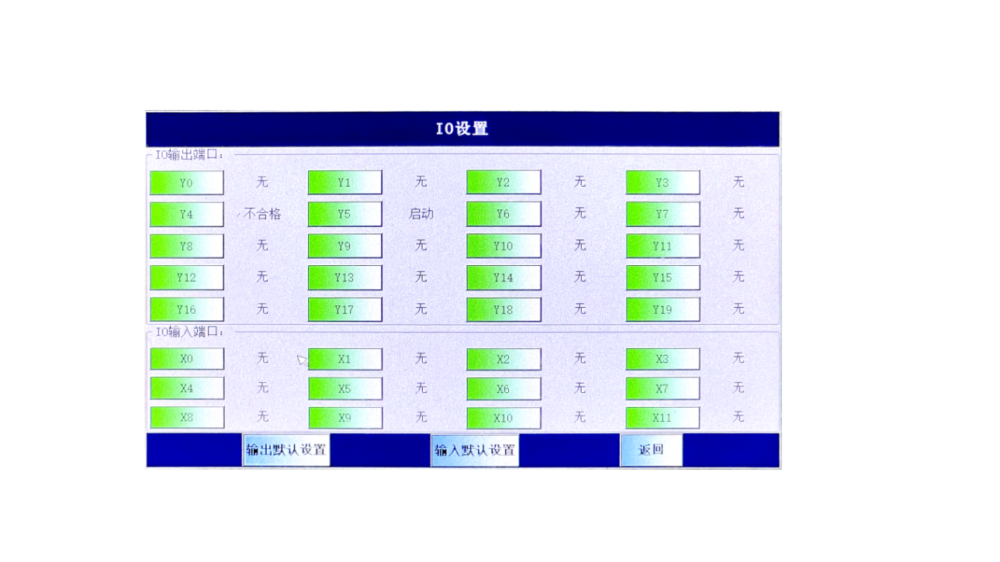 IO设置
IO输出端口：
Y0 无 Y1 无 Y2 无 Y3 无
Y4 不合格 Y5 启动 Y6 无 Y7 无
Y8 无 Y9 无 Y10 无 Y11 无
Y12 无 Y13 无 Y14 无 Y15 无
Y16 无 Y17 无 Y18 无 Y19 无
IO输入端口：
X0 无 X1 无 X2 无 X3 无
X4 无 X5 无 X6 无 X7 无
X8 无 X9 无 X10 无 X11 无
输出默认设置 输入默认设置 返回